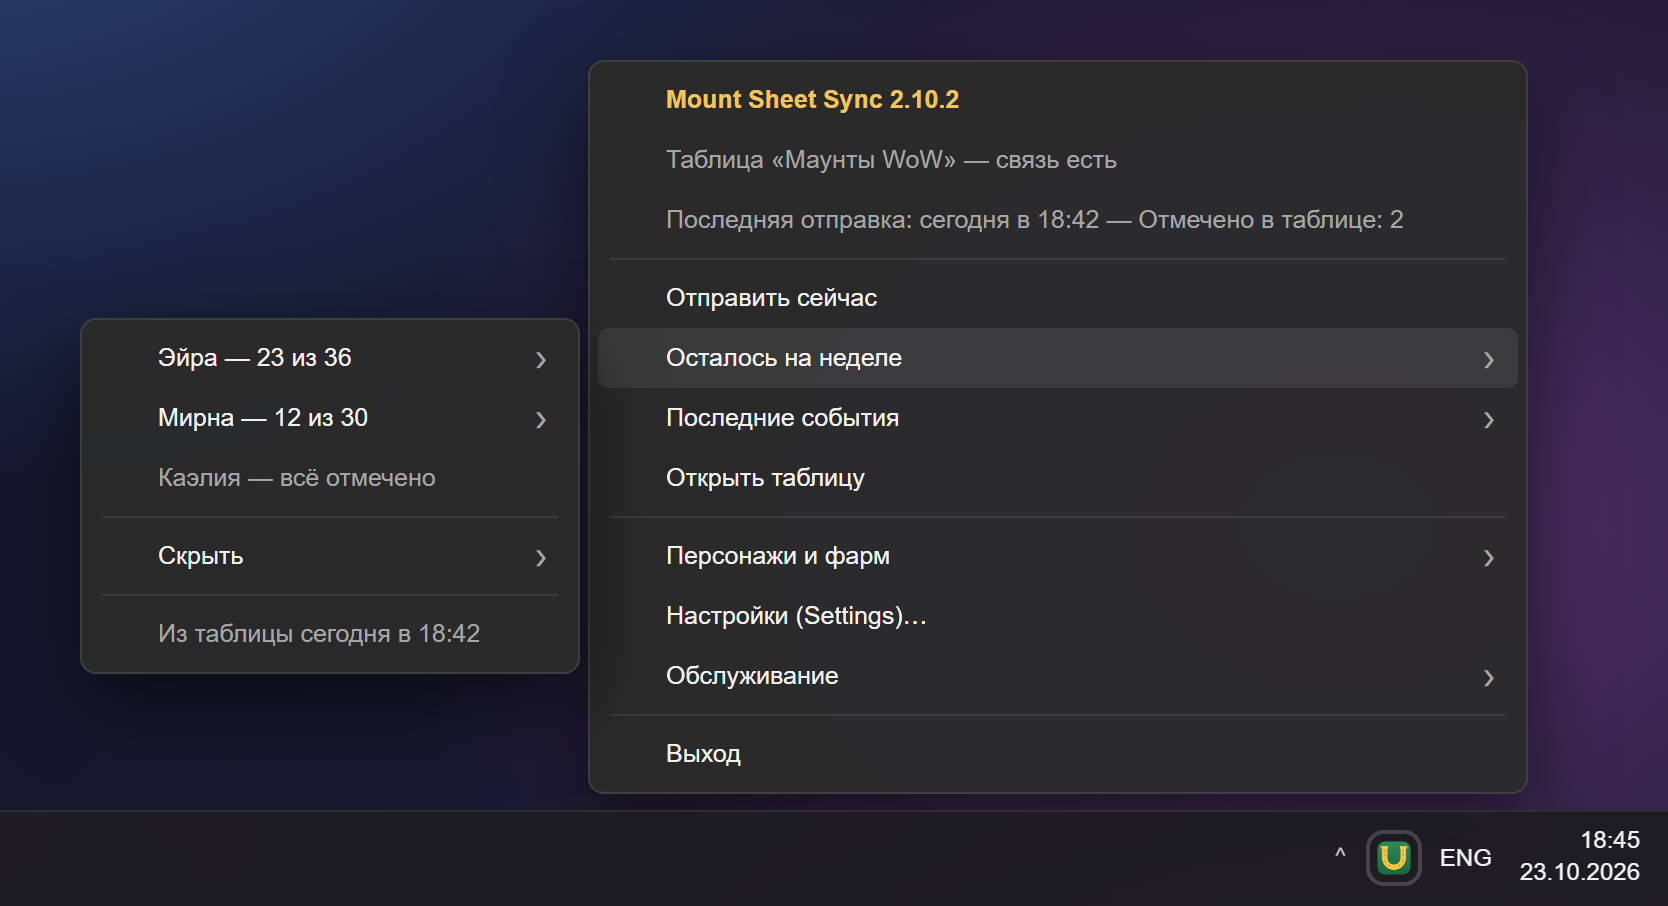 Mount Sheet Sync 2.10.2
Таблица «Маунты WoW» — связь есть
Последняя отправка: сегодня в 18:42 — Отмечено в таблице: 2
Отправить сейчас
Осталось на неделе
Последние события
Открыть таблицу
Персонажи и фарм
Настройки (Settings)…
Обслуживание
Выход
Эйра — 23 из 36
Мирна — 12 из 30
Каэлия — всё отмечено
Скрыть
Из таблицы сегодня в 18:42
ENG
18:45
23.10.2026